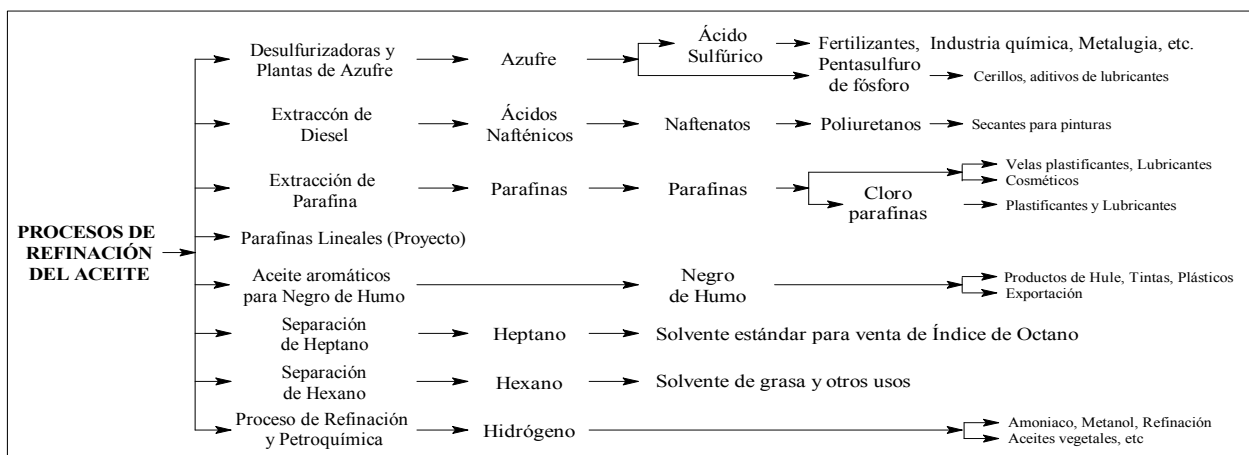 PROCESOS DE
REFINACIÓN
DEL ACEITE
Desulfurizadoras y
Plantas de Azufre
Azufre
Ácido
Sulfúrico
Fertilizantes, Industria química, Metalugia, etc.
Pentasulfuro
de fósforo
Cerillos, aditivos de lubricantes
Extraccón de
Diesel
Ácidos
Nafténicos
Naftenatos
Poliuretanos
Secantes para pinturas
Extracción de
Parafina
Parafinas
Parafinas
Velas plastificantes, Lubricantes
Cosméticos
Cloro
parafinas
Plastificantes y Lubricantes
Parafinas Lineales (Proyecto)
Aceite aromáticos
para Negro de Humo
Negro
de Humo
Productos de Hule, Tintas, Plásticos
Exportación
Separación
de Heptano
Heptano
Solvente estándar para venta de Índice de Octano
Separación
de Hexano
Hexano
Solvente de grasa y otros usos
Proceso de Refinación
y Petroquímica
Hidrógeno
Amoniaco, Metanol, Refinación
Aceites vegetales, etc